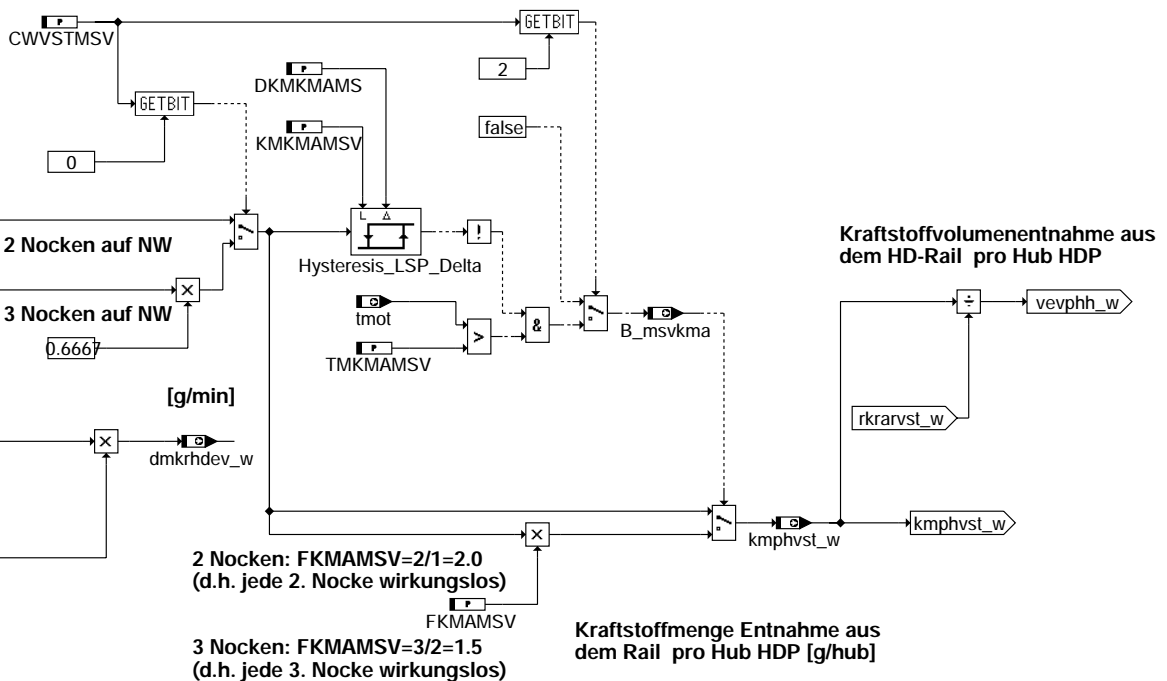 P
CWVSTMSV
GETBIT
2
P
DKMKMAMS
GETBIT
P
KMKMAMSV
false
0
L Δ
!
2 Nocken auf NW
Hysteresis_LSP_Delta
Kraftstoffvolumenentnahme aus
dem HD-Rail pro Hub HDP
×
÷
vevphh_w
3 Nocken auf NW
tmot
&
B_msvkma
0.6667
>
P
TMKMAMSV
[g/min]
rkrarvst_w
×
dmkrhdev_w
kmphvst_w
kmphvst_w
×
2 Nocken: FKMAMSV=2/1=2.0
(d.h. jede 2. Nocke wirkungslos)
P
FKMAMSV
3 Nocken: FKMAMSV=3/2=1.5
(d.h. jede 3. Nocke wirkungslos)
Kraftstoffmenge Entnahme aus
dem Rail pro Hub HDP [g/hub]